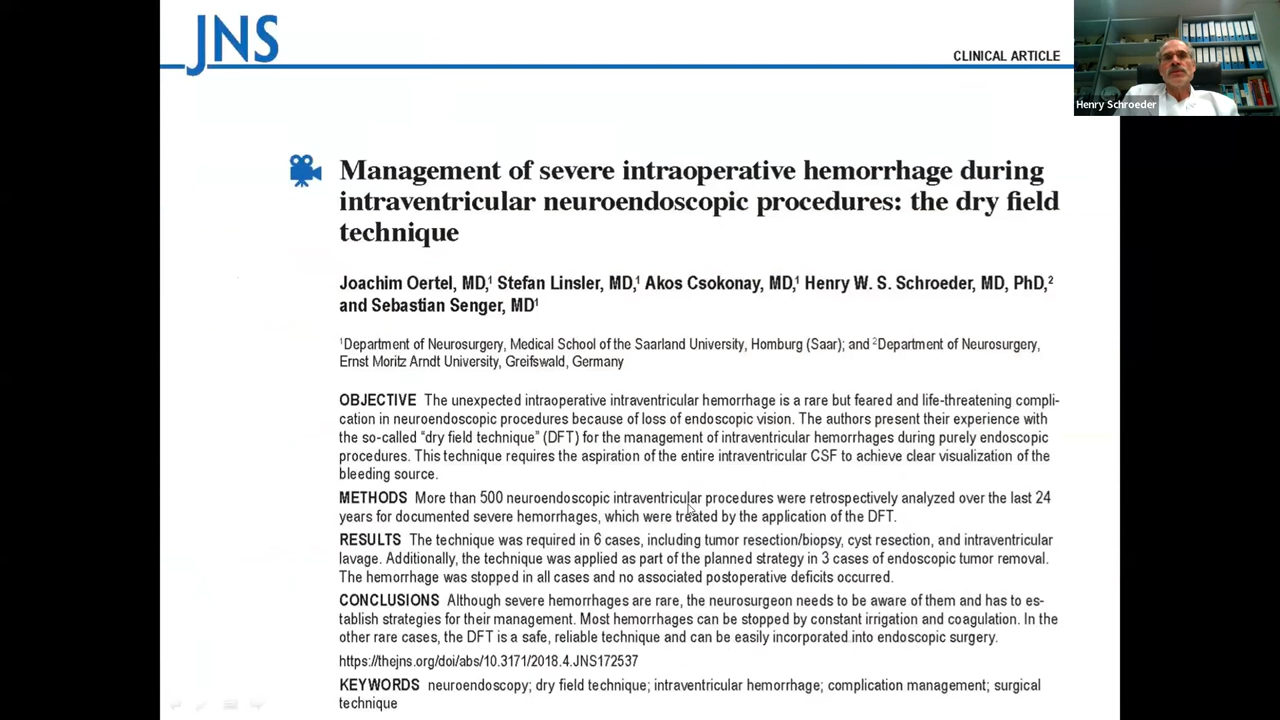 JNS
CLINICAL ARTICLE
Henry Schroeder
Management of severe intraoperative hemorrhage during
intraventricular neuroendoscopic procedures: the dry field
technique
Joachim Oertel, MD,¹ Stefan Linsler, MD,¹ Akos Csokonay, MD,¹ Henry W. S. Schroeder, MD, PhD,²
and Sebastian Senger, MD¹
¹Department of Neurosurgery, Medical School of the Saarland University, Homburg (Saar); and ²Department of Neurosurgery,
Ernst Moritz Arndt University, Greifswald, Germany
OBJECTIVE The unexpected intraoperative intraventricular hemorrhage is a rare but feared and life-threatening compli-
cation in neuroendoscopic procedures because of loss of endoscopic vision. The authors present their experience with
the so-called “dry field technique” (DFT) for the management of intraventricular hemorrhages during purely endoscopic
procedures. This technique requires the aspiration of the entire intraventricular CSF to achieve clear visualization of the
bleeding source.
METHODS More than 500 neuroendoscopic intraventricular procedures were retrospectively analyzed over the last 24
years for documented severe hemorrhages, which were treated by the application of the DFT.
RESULTS The technique was required in 6 cases, including tumor resection/biopsy, cyst resection, and intraventricular
lavage. Additionally, the technique was applied as part of the planned strategy in 3 cases of endoscopic tumor removal.
The hemorrhage was stopped in all cases and no associated postoperative deficits occurred.
CONCLUSIONS Although severe hemorrhages are rare, the neurosurgeon needs to be aware of them and has to es-
tablish strategies for their management. Most hemorrhages can be stopped by constant irrigation and coagulation. In the
other rare cases, the DFT is a safe, reliable technique and can be easily incorporated into endoscopic surgery.
https://thejns.org/doi/abs/10.3171/2018.4.JNS172537
KEYWORDS neuroendoscopy; dry field technique; intraventricular hemorrhage; complication management; surgical
technique